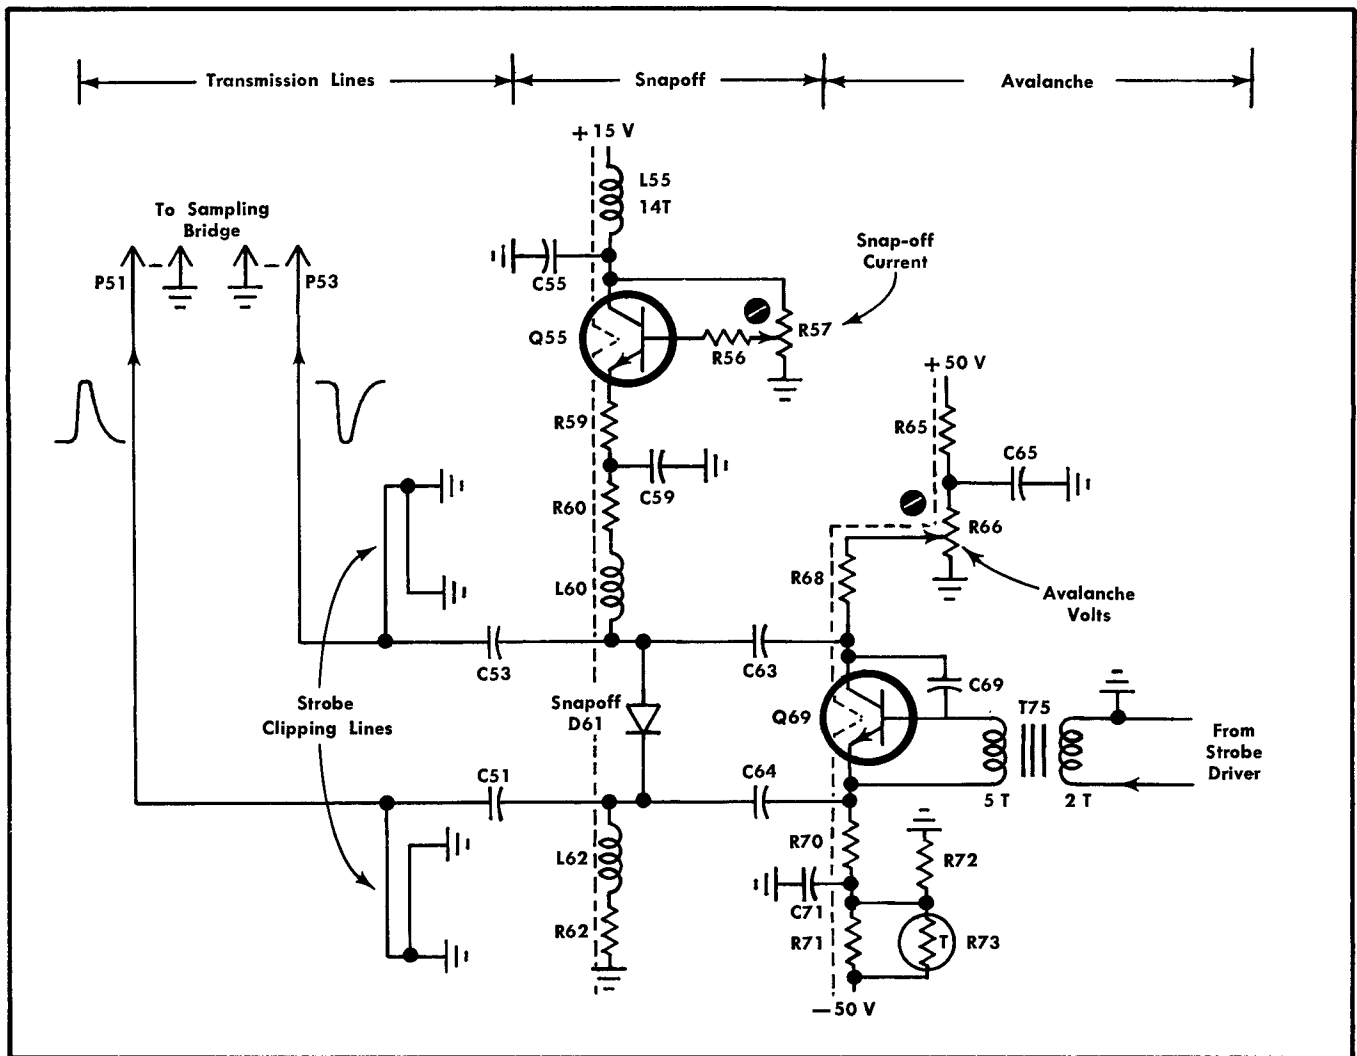 Transmission Lines
Snapoff
Avalanche
+ 15 V
L55
14T
To Sampling
Bridge
Snap-off
Current
P51
P53
C55
Q55
R56
R57
+ 50 V
R59
R65
C59
C65
R60
R66
R68
L60
Avalanche
Volts
C53
C63
C69
Strobe
Clipping Lines
Snapoff
D61
Q69
T75
From
Strobe
Driver
C51
C64
5 T
2 T
L62
R70
R72
C71
R62
R71
T
R73
— 50 V